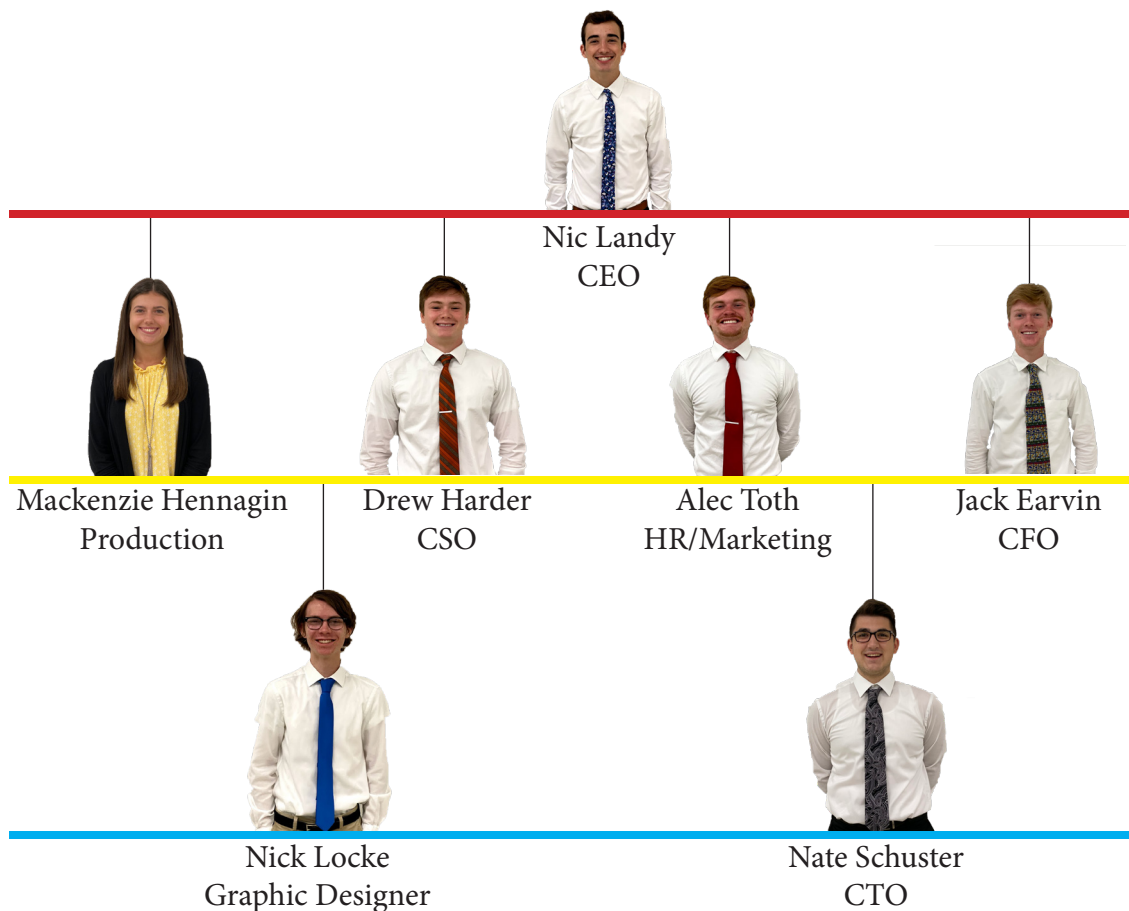 Nic Landy
CEO
Mackenzie Hennagin
Production
Drew Harder
CSO
Alec Toth
HR/Marketing
Jack Earvin
CFO
Nick Locke
Graphic Designer
Nate Schuster
CTO